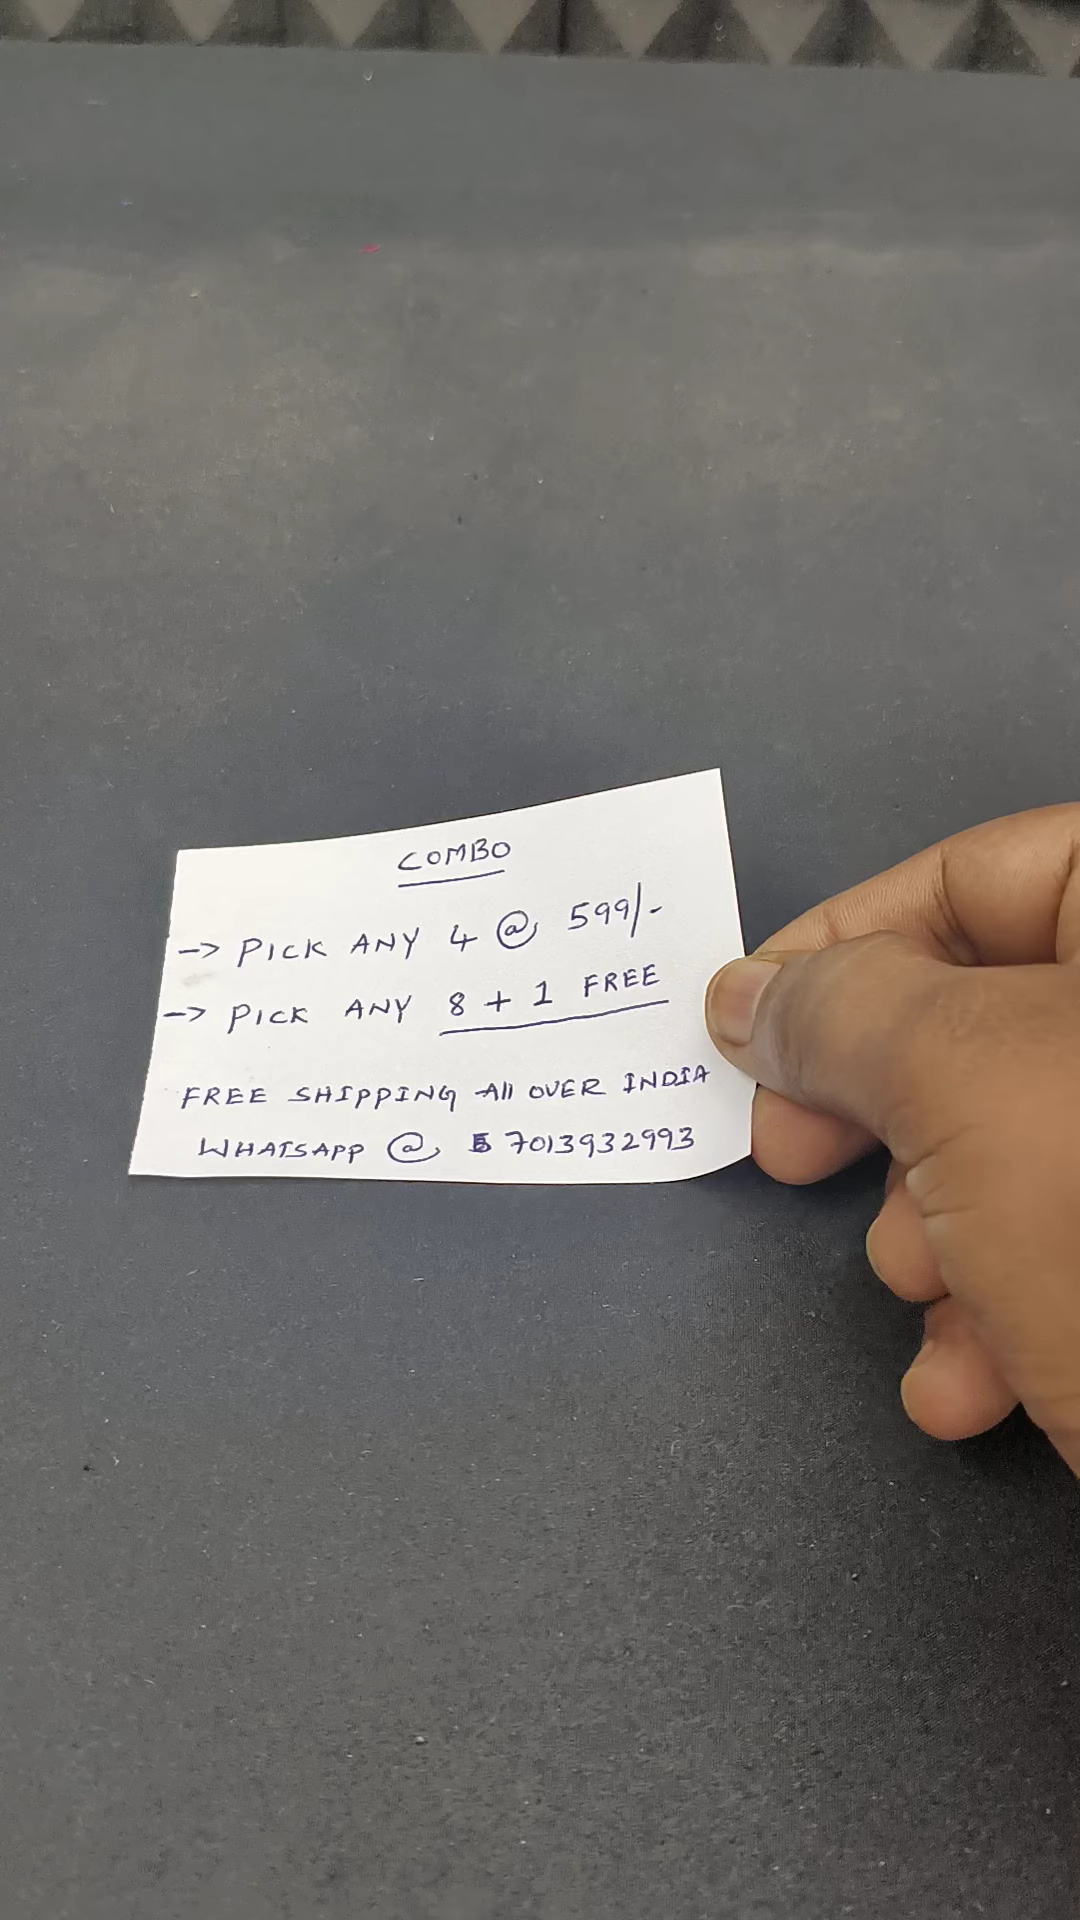 COMBO
-> PICK ANY 4 @ 599/-
-> PICK ANY 8 + 1 FREE
FREE SHIPPING All OVER INDIA
WHATSAPP @ 7013932993